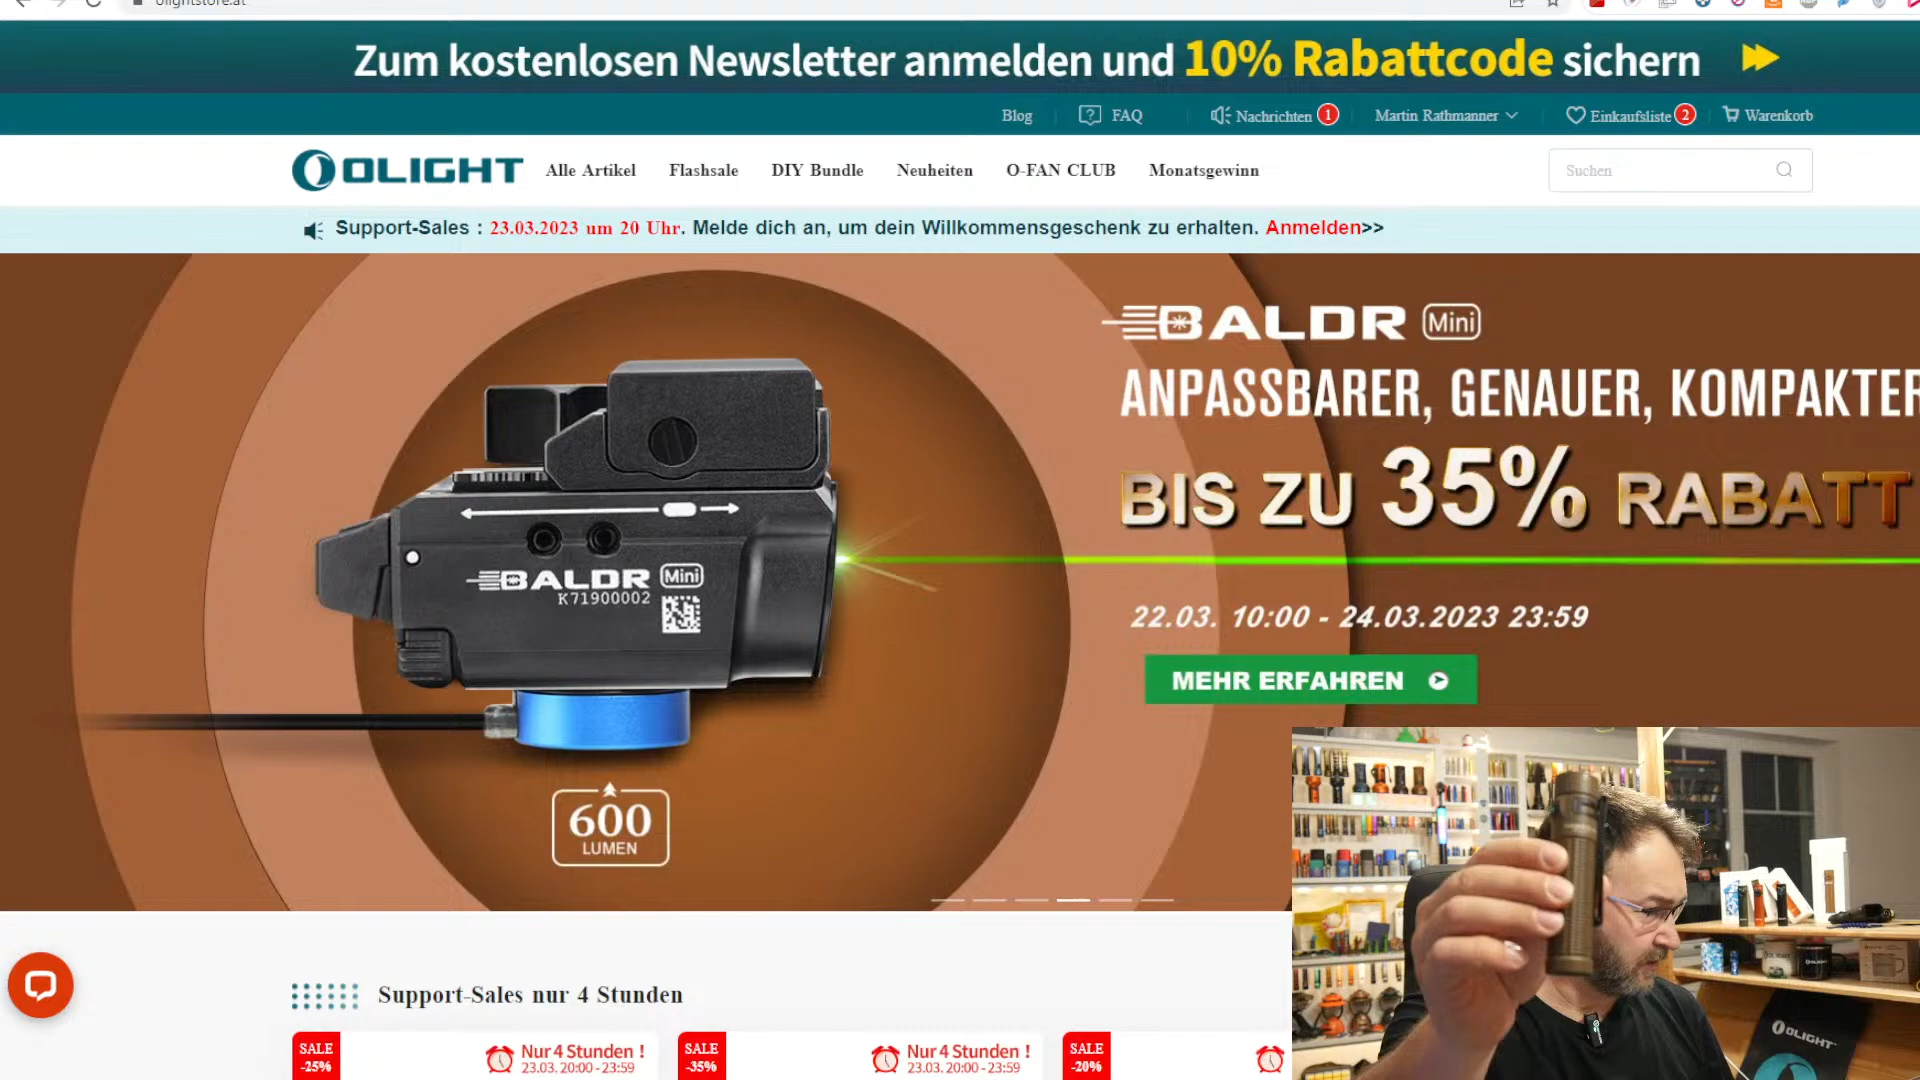 olightstore.at
Zum kostenlosen Newsletter anmelden und 10% Rabattcode sichern
Blog
FAQ
Nachrichten 1
Martin Rathmanner
Einkaufsliste 2
Warenkorb
OLIGHT
Alle Artikel
Flashsale
DIY Bundle
Neuheiten
O-FAN CLUB
Monatsgewinn
Suchen
Support-Sales : 23.03.2023 um 20 Uhr. Melde dich an, um dein Willkommensgeschenk zu erhalten. Anmelden>>
BALDR Mini
ANPASSBARER, GENAUER, KOMPAKTER
BIS ZU 35% RABATT
BALDR Mini
K71900002
22.03. 10:00 - 24.03.2023 23:59
MEHR ERFAHREN
600
LUMEN
OLIGHT
Support-Sales nur 4 Stunden
SALE
-25%
Nur 4 Stunden !
23.03. 20:00 - 23:59
SALE
-35%
Nur 4 Stunden !
23.03. 20:00 - 23:59
SALE
-20%